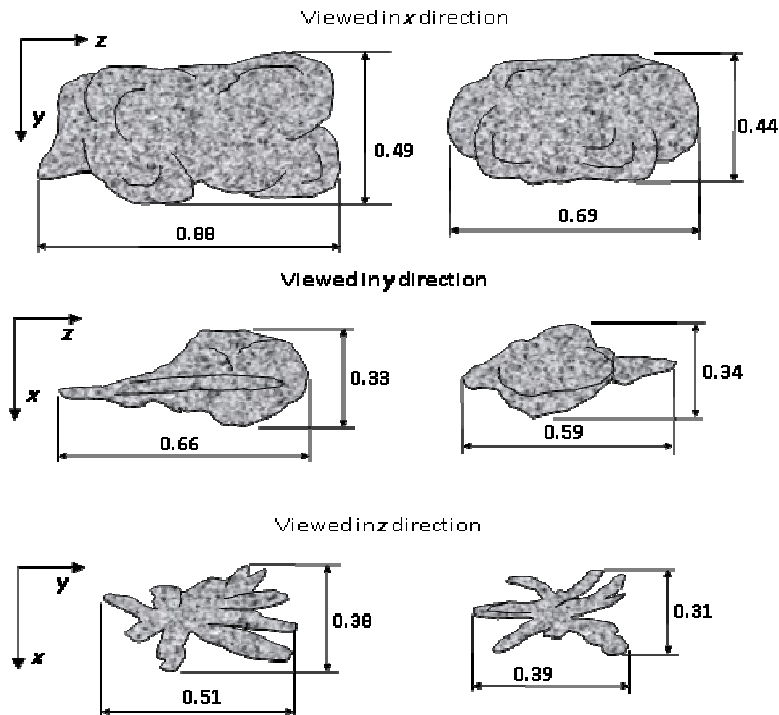 Viewed in x direction
z
y
0.49
0.44
0.88
0.69
Viewed in y direction
z
x
0.33
0.34
0.66
0.59
Viewed in z direction
y
x
0.38
0.31
0.51
0.39